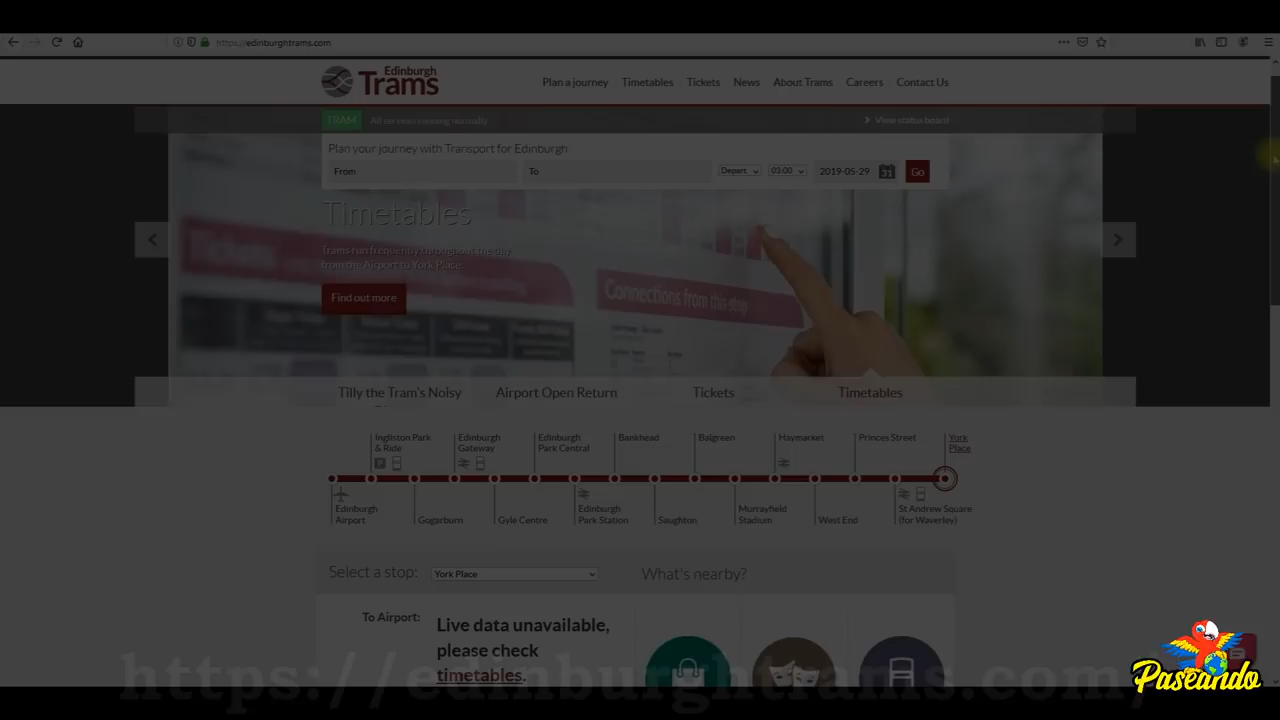 https://edinburghtrams.com
Edinburgh
Trams
Plan a journey Timetables Tickets News About Trams Careers Contact Us
TRAM All services running normally View status board
Plan your journey with Transport for Edinburgh
From To Depart 03:00 2019-05-29 31 Go
Timetables
Trams run frequently throughout the day
from the Airport to York Place.
Find out more
Tickets
Connections from this stop
Tilly the Tram's Noisy Airport Open Return Tickets Timetables
Ingliston Park
& Ride
Edinburgh
Gateway
Edinburgh
Park Central
Bankhead
Balgreen
Haymarket
Princes Street
York
Place
Edinburgh
Airport
Gogarburn
Gyle Centre
Edinburgh
Park Station
Saughton
Murrayfield
Stadium
West End
St Andrew Square
(for Waverley)
Select a stop: York Place What's nearby?
To Airport: Live data unavailable,
please check
timetables.
https://edinburghtrams.com/
Paseando